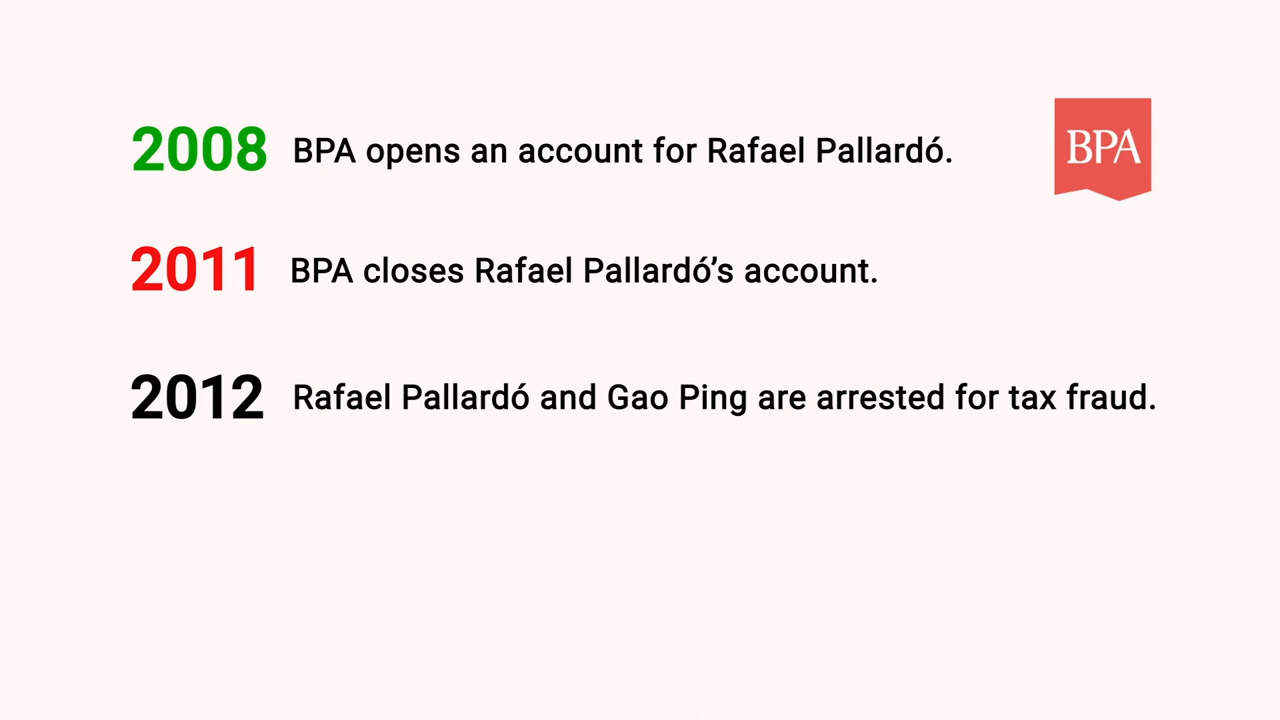 2008 BPA opens an account for Rafael Pallardó.
BPA
2011 BPA closes Rafael Pallardó’s account.
2012 Rafael Pallardó and Gao Ping are arrested for tax fraud.